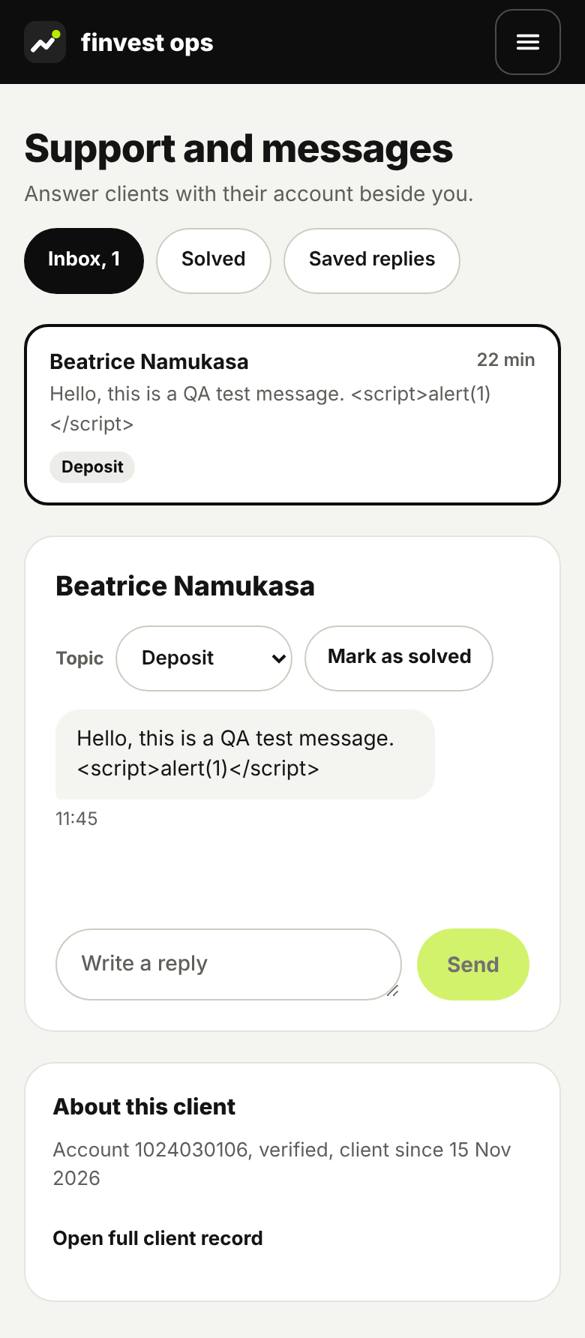 finvest ops
Support and messages
Answer clients with their account beside you.
Inbox, 1
Solved
Saved replies
Beatrice Namukasa
22 min
Hello, this is a QA test message. <script>alert(1)
</script>
Deposit
Beatrice Namukasa
Topic
Deposit
Mark as solved
Hello, this is a QA test message.
<script>alert(1)</script>
11:45
Write a reply
Send
About this client
Account 1024030106, verified, client since 15 Nov
2026
Open full client record